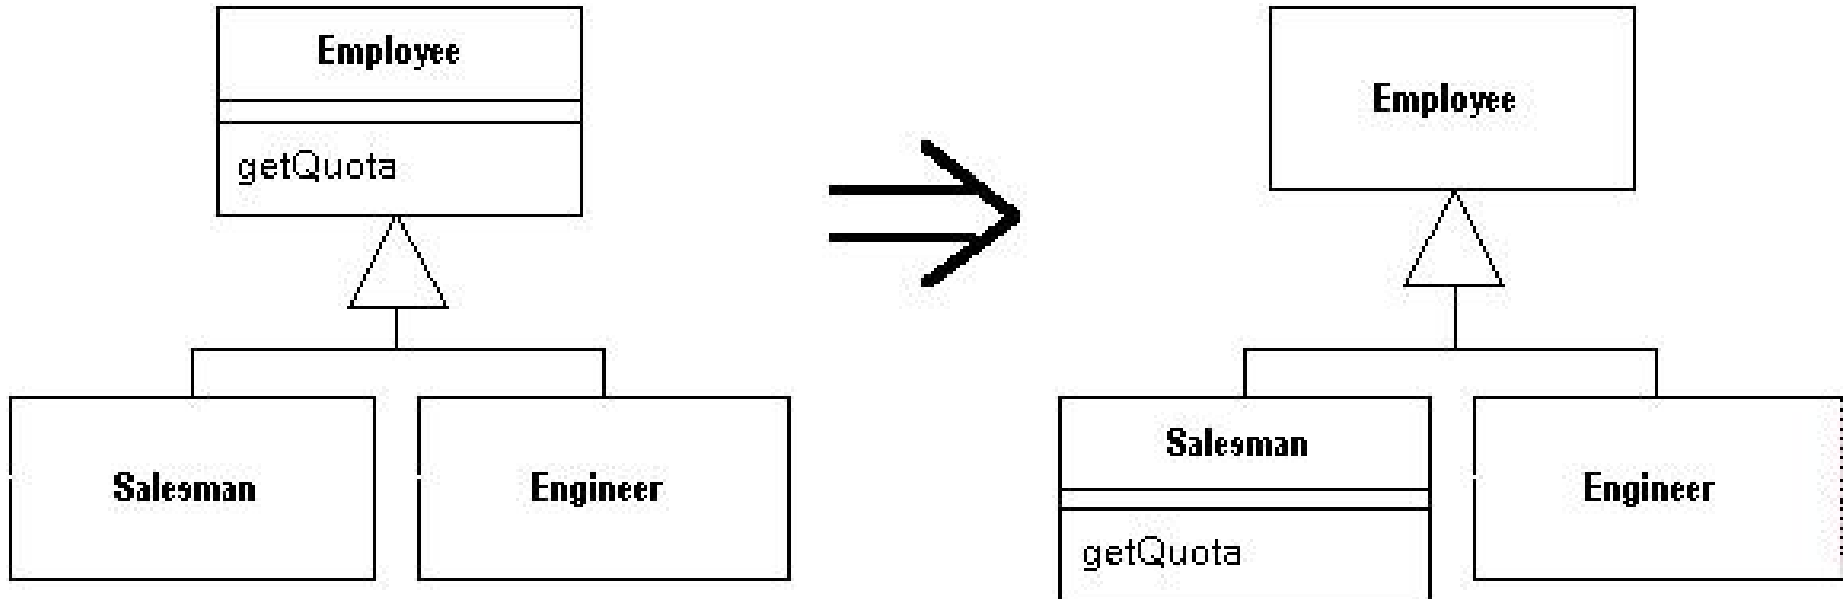 Employee
getQuota
Salesman
Engineer
Employee
Salesman
getQuota
Engineer